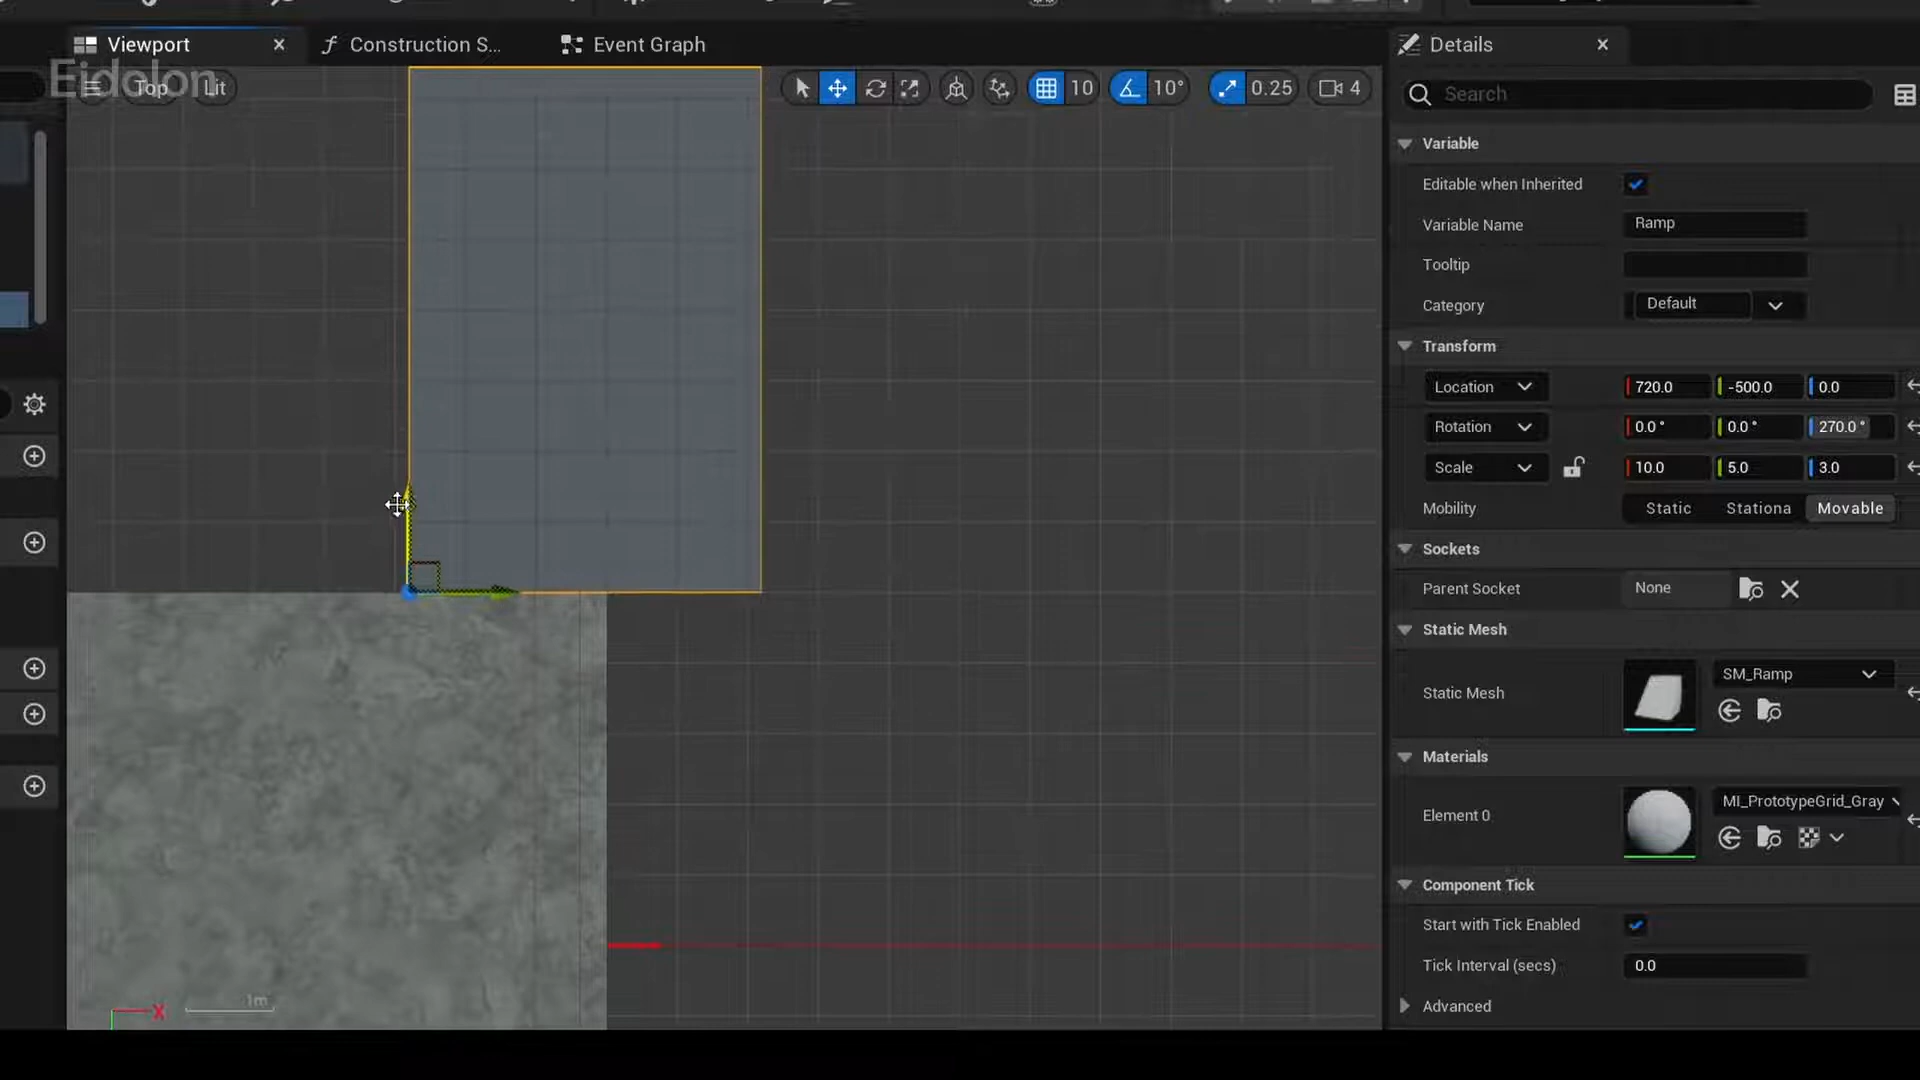 Viewport
Construction S...
Event Graph
Details
Eidolon
Top
Lit
10
10°
0.25
4
Search
Variable
Editable when Inherited
Variable Name
Ramp
Tooltip
Category
Default
Transform
Location
720.0
-500.0
0.0
Rotation
0.0 °
0.0 °
270.0 °
Scale
10.0
5.0
3.0
Mobility
Static
Stationa
Movable
Sockets
Parent Socket
None
Static Mesh
Static Mesh
SM_Ramp
Materials
Element 0
MI_PrototypeGrid_Gray
Component Tick
Start with Tick Enabled
Tick Interval (secs)
0.0
Advanced
X
1m